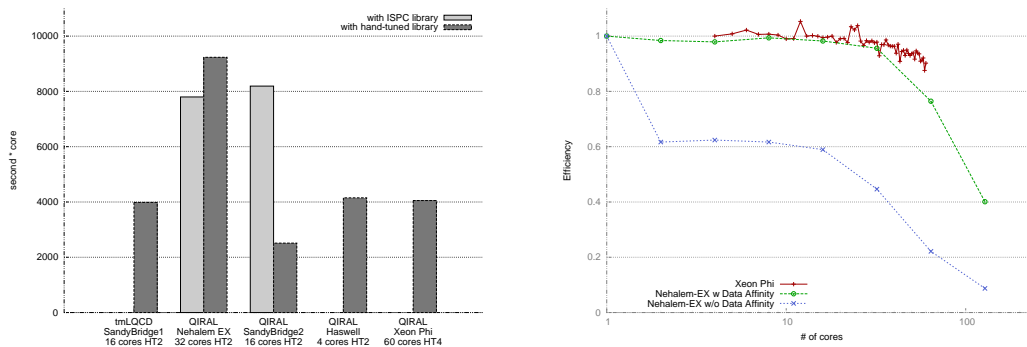 with ISPC library
with hand-tuned library
10000
8000
6000
4000
2000
0
second * core
tmLQCD
SandyBridge1
16 cores HT2
QIRAL
Nehalem EX
32 cores HT2
QIRAL
SandyBridge2
16 cores HT2
QIRAL
Haswell
4 cores HT2
QIRAL
Xeon Phi
60 cores HT4
1
0.8
0.6
0.4
0.2
0
Efficiency
Xeon Phi
Nehalem-EX w Data Affinity
Nehalem-EX w/o Data Affinity
1
10
100
# of cores